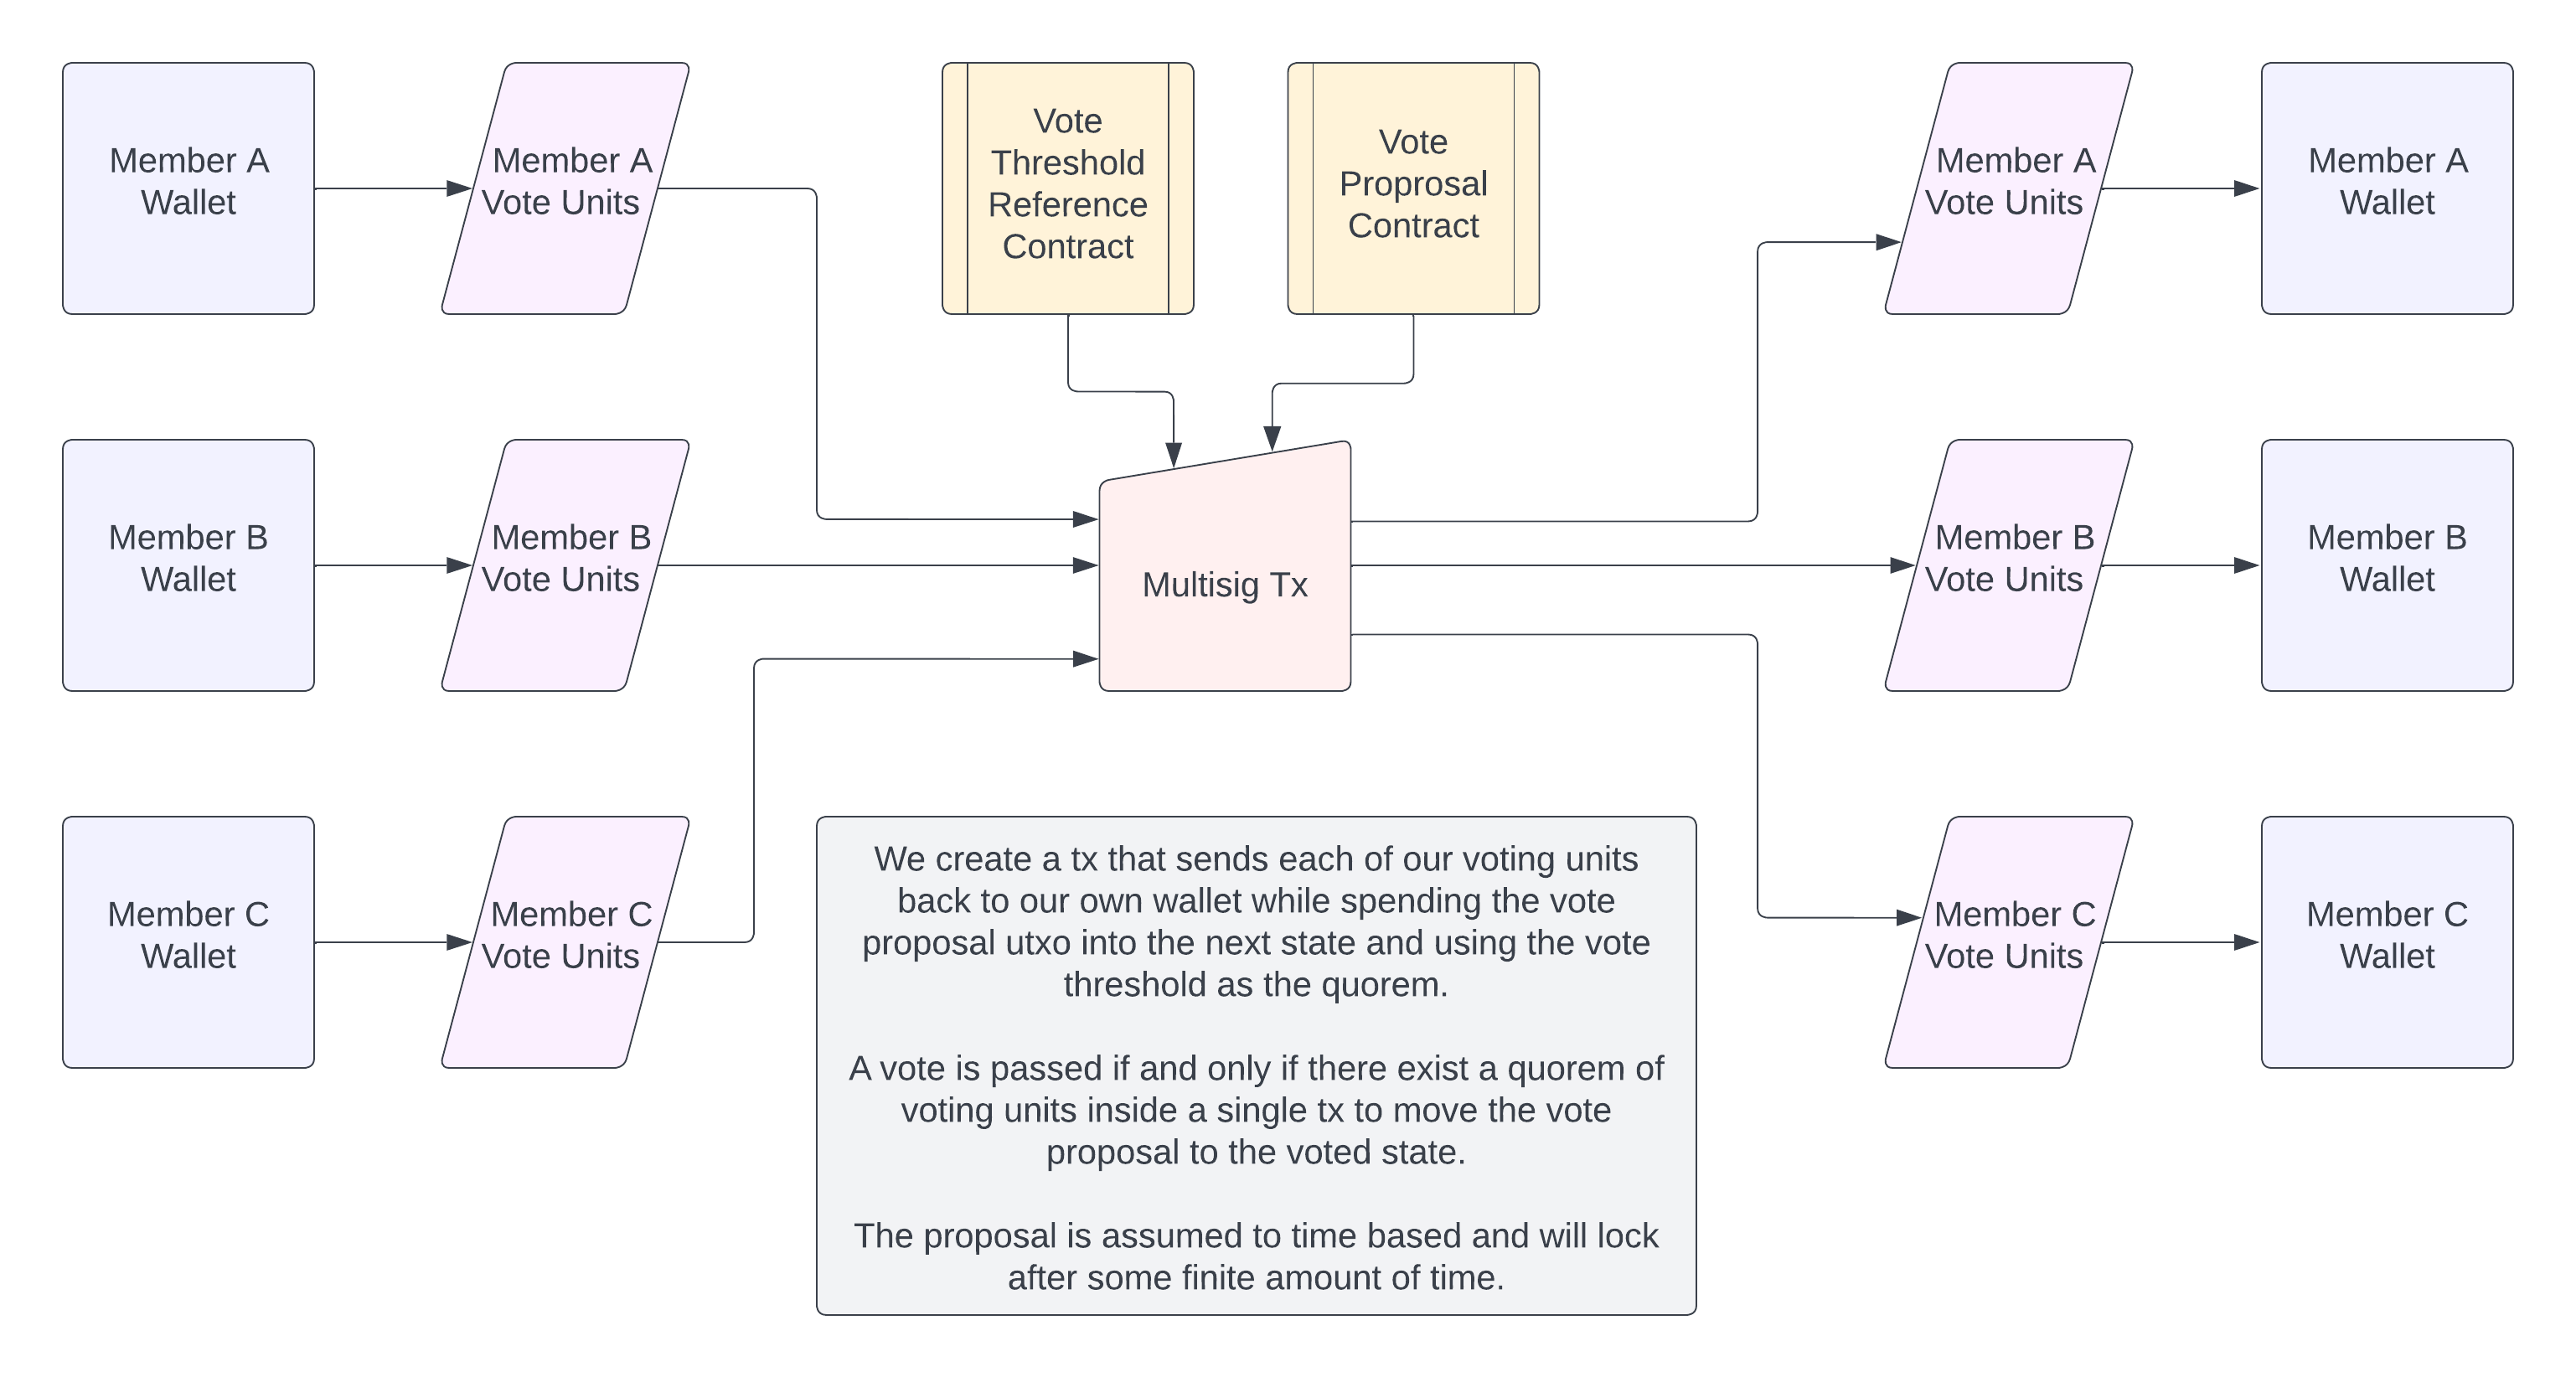 Member A
Wallet
Member A
Vote Units
Vote
Threshold
Reference
Contract
Vote
Proprosal
Contract
Member A
Vote Units
Member A
Wallet
Member B
Wallet
Member B
Vote Units
Multisig Tx
Member B
Vote Units
Member B
Wallet
Member C
Wallet
Member C
Vote Units
We create a tx that sends each of our voting units
back to our own wallet while spending the vote
proposal utxo into the next state and using the vote
threshold as the quorem.
A vote is passed if and only if there exist a quorem of
voting units inside a single tx to move the vote
proposal to the voted state.
The proposal is assumed to time based and will lock
after some finite amount of time.
Member C
Vote Units
Member C
Wallet